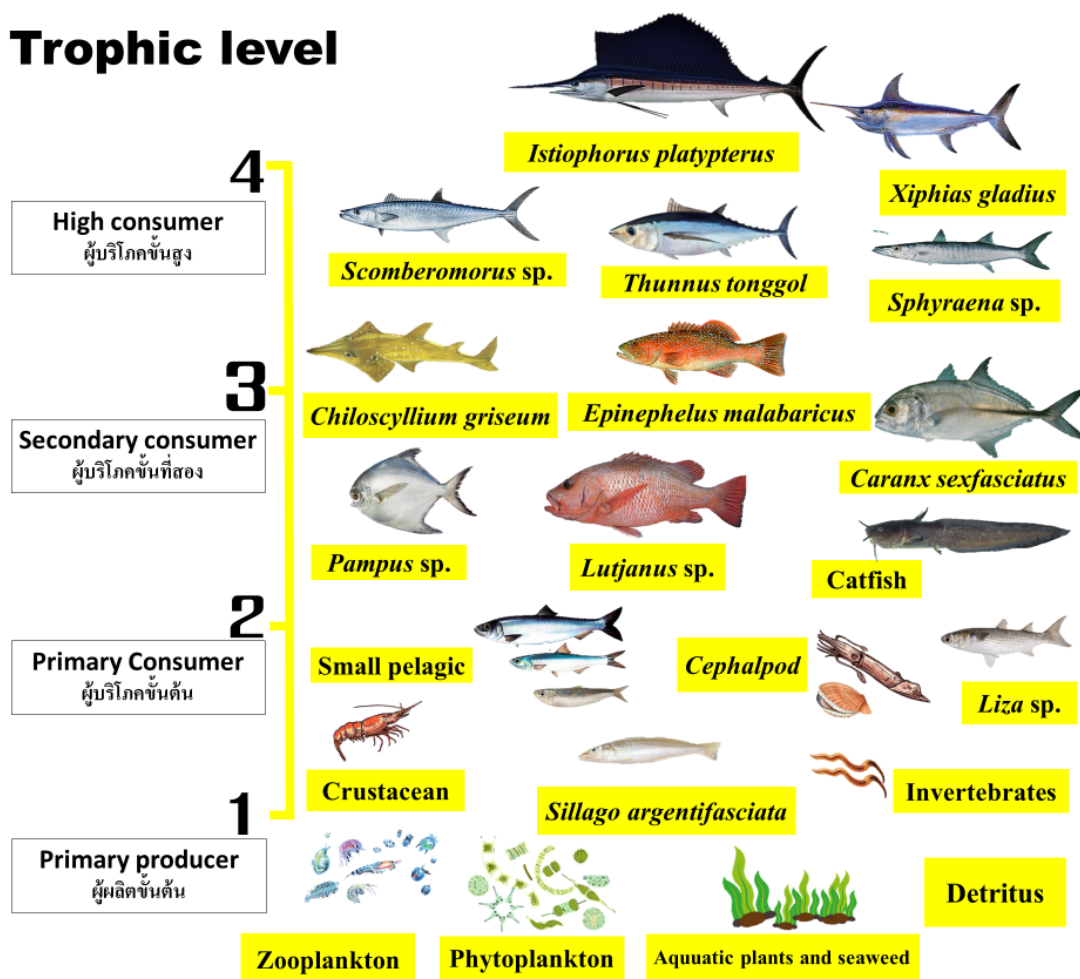 Trophic level
Istiophorus platypterus
Xiphias gladius
4
High consumer
ผู้บริโภคขั้นสูง
Scomberomorus sp.
Thunnus tonggol
Sphyraena sp.
3
Secondary consumer
ผู้บริโภคขั้นที่สอง
Chiloscyllium griseum
Epinephelus malabaricus
Caranx sexfasciatus
Pampus sp.
Lutjanus sp.
Catfish
2
Primary Consumer
ผู้บริโภคขั้นต้น
Small pelagic
Cephalpod
Liza sp.
Crustacean
Sillago argentifasciata
Invertebrates
1
Primary producer
ผู้ผลิตขั้นต้น
Detritus
Zooplankton
Phytoplankton
Aquuatic plants and seaweed